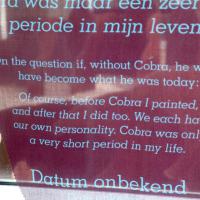 was maar een zeer
periode in mijn leven
n the question if, without Cobra, he w
have become what he was today:
Of course, before Cobra I painted,
and after that I did too. We each ha
our own personality. Cobra was onl
a very short period in my life.
Datum onbekend